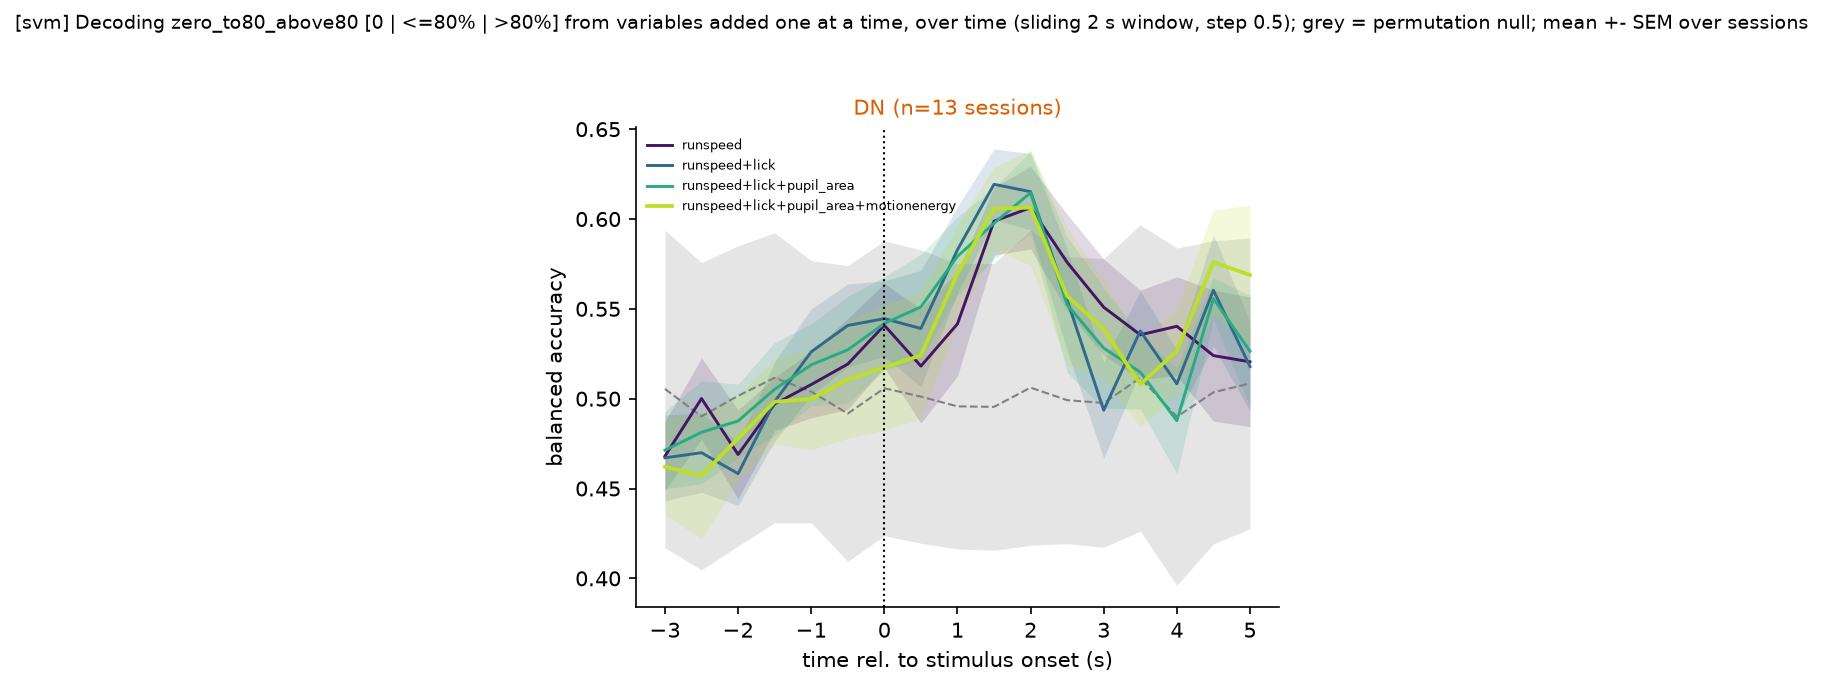 [svm] Decoding zero_to80_above80 [0 | <=80% | >80%] from variables added one at a time, over time (sliding 2 s window, step 0.5); grey = permutation null; mean +- SEM over sessions
DN (n=13 sessions)
runspeed
runspeed+lick
runspeed+lick+pupil_area
runspeed+lick+pupil_area+motionenergy
balanced accuracy
0.65
0.60
0.55
0.50
0.45
0.40
−3 −2 −1 0 1 2 3 4 5
time rel. to stimulus onset (s)